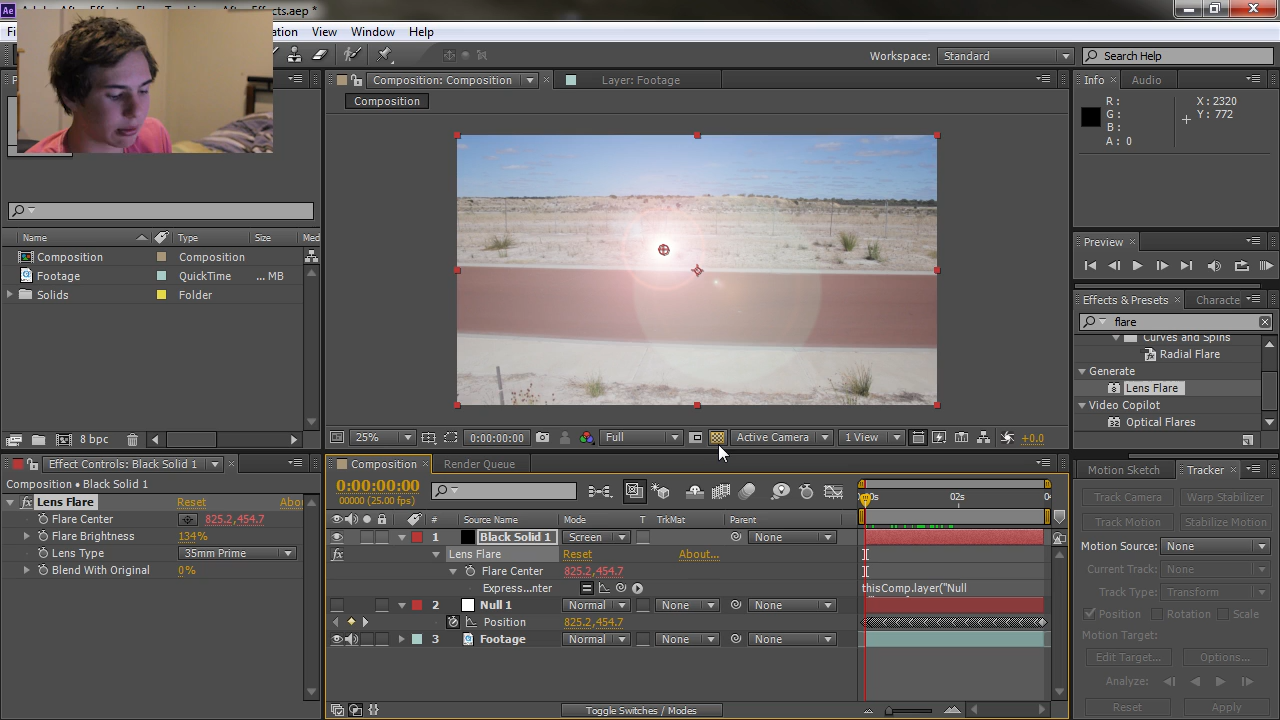 Ae
Effects.aep *
View Window Help
Workspace: Standard Search Help
Composition: Composition Layer: Footage
Composition
Info Audio
R :
G :
B :
A : 0
X : 2320
Y : 772
Preview
Effects & Presets Characte
flare
Curves and Spins
Radial Flare
Generate
Lens Flare
Video Copilot
Optical Flares
Name Type Size Med
Composition Composition
Footage QuickTime ... MB
Solids Folder
8 bpc
25% 0:00:00:00 Full Active Camera 1 View +0.0
Effect Controls: Black Solid 1
Composition • Black Solid 1
fx Lens Flare Reset Abou
Flare Center 825.2,454.7
Flare Brightness 134%
Lens Type 35mm Prime
Blend With Original 0%
Composition Render Queue
0:00:00:00
00000 (25.00 fps)
# Source Name Mode T TrkMat Parent
02s
1 Black Solid 1 Screen None
fx Lens Flare Reset About...
Flare Center 825.2,454.7
Express...nter thisComp.layer("Null
2 Null 1 Normal None None
Position 825.2,454.7
3 Footage Normal None None
Toggle Switches / Modes
Motion Sketch Tracker
Track Camera Warp Stabilizer
Track Motion Stabilize Motion
Motion Source: None
Current Track: None
Track Type: Transform
Position Rotation Scale
Motion Target:
Edit Target... Options...
Analyze:
Reset Apply